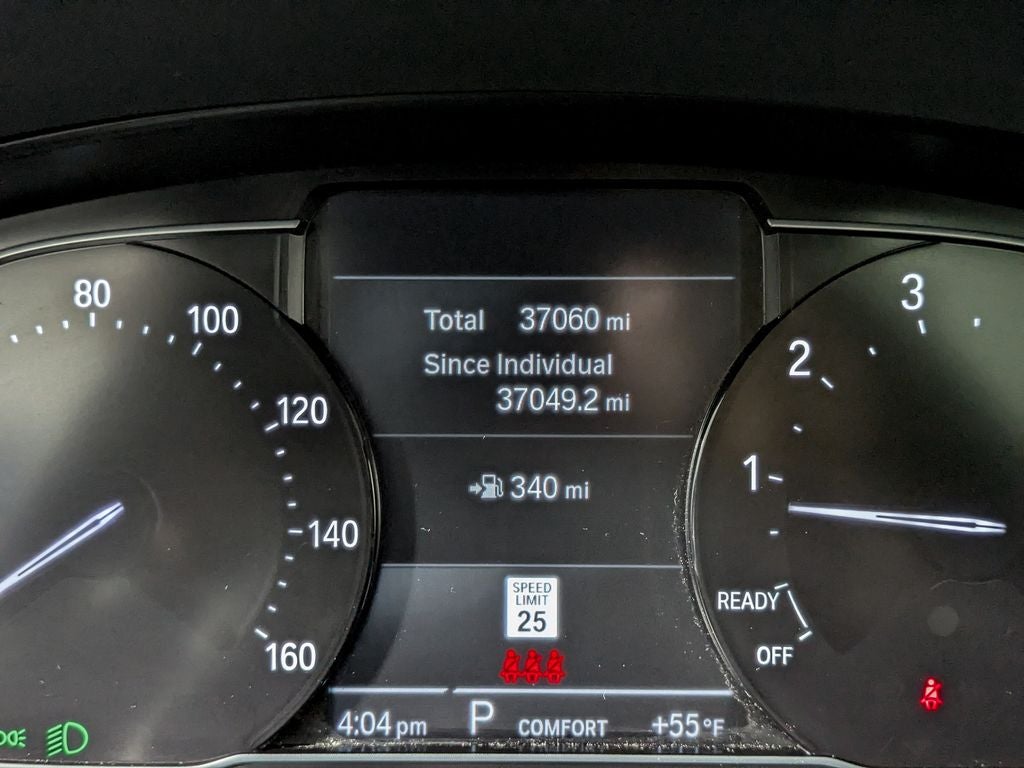 80
100
120
140
160
Total 37060 mi
Since Individual
37049.2 mi
340 mi
SPEED
LIMIT
25
4:04 pm P COMFORT +55°F
3
2
1
READY
OFF